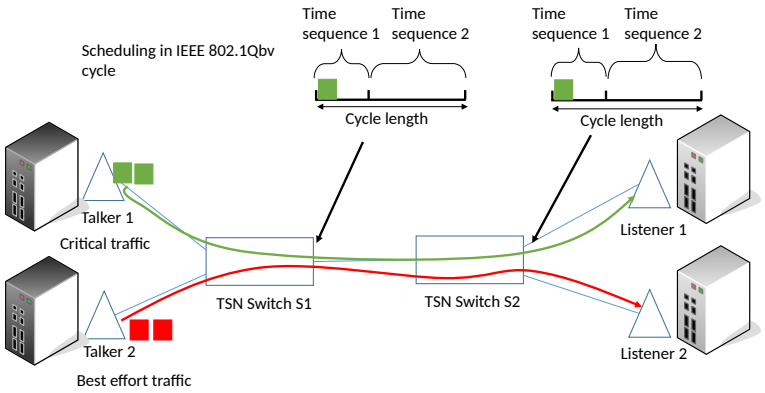 Scheduling in IEEE 802.1Qbv
cycle
Time
sequence 1
Time
sequence 2
Cycle length
Time
sequence 1
Time
sequence 2
Cycle length
Talker 1
Critical traffic
Listener 1
TSN Switch S1
TSN Switch S2
Talker 2
Best effort traffic
Listener 2